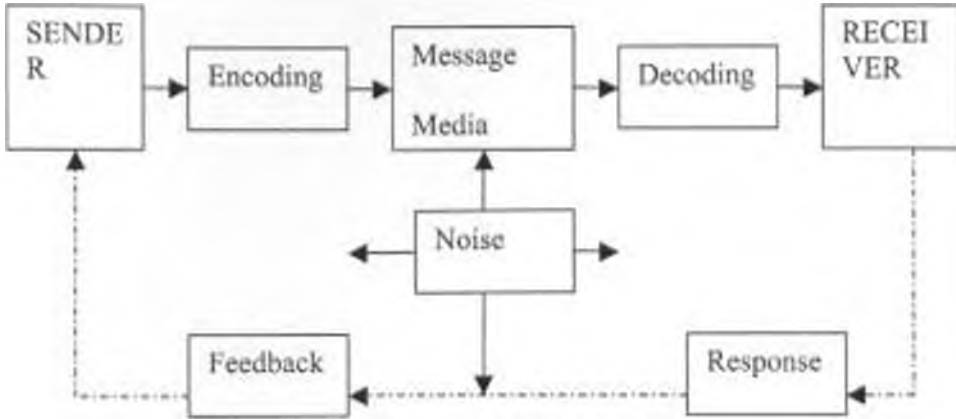 SENDE
R
Encoding
Message
Media
Decoding
RECEI
VER
Noise
Feedback
Response